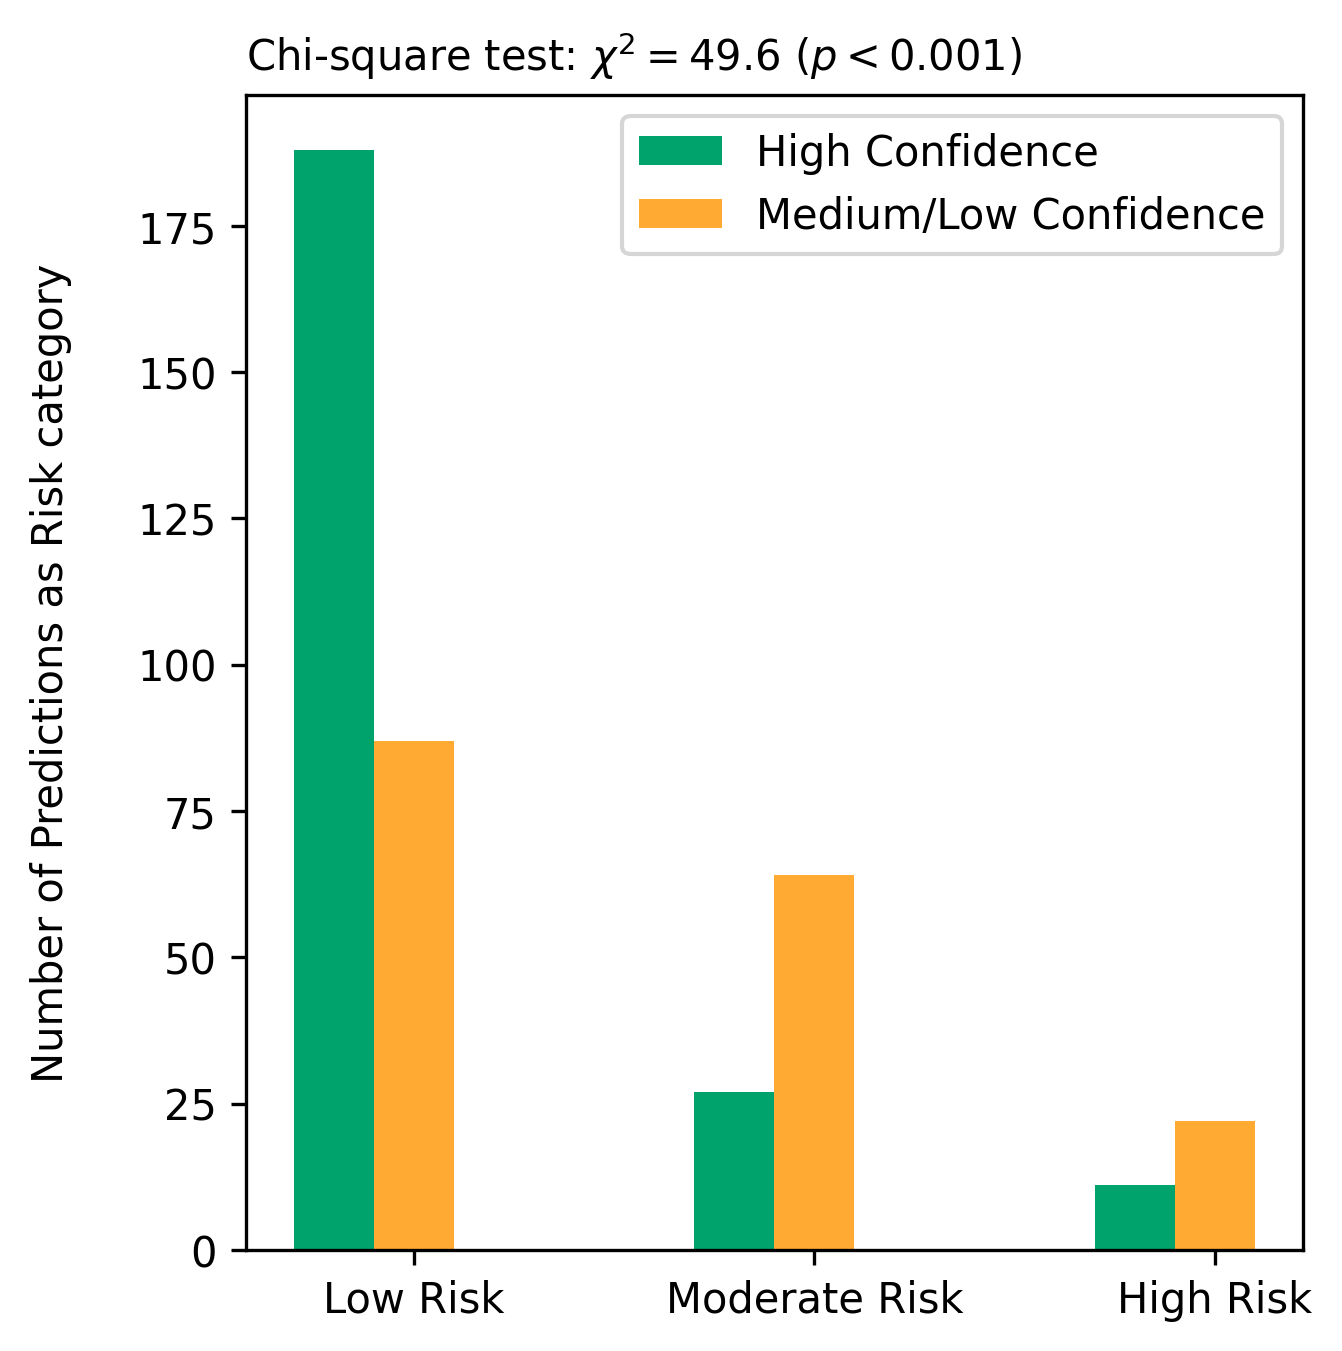 Chi-square test: χ² = 49.6 (p < 0.001)
High Confidence
Medium/Low Confidence
Number of Predictions as Risk category
175
150
125
100
75
50
25
0
Low Risk
Moderate Risk
High Risk